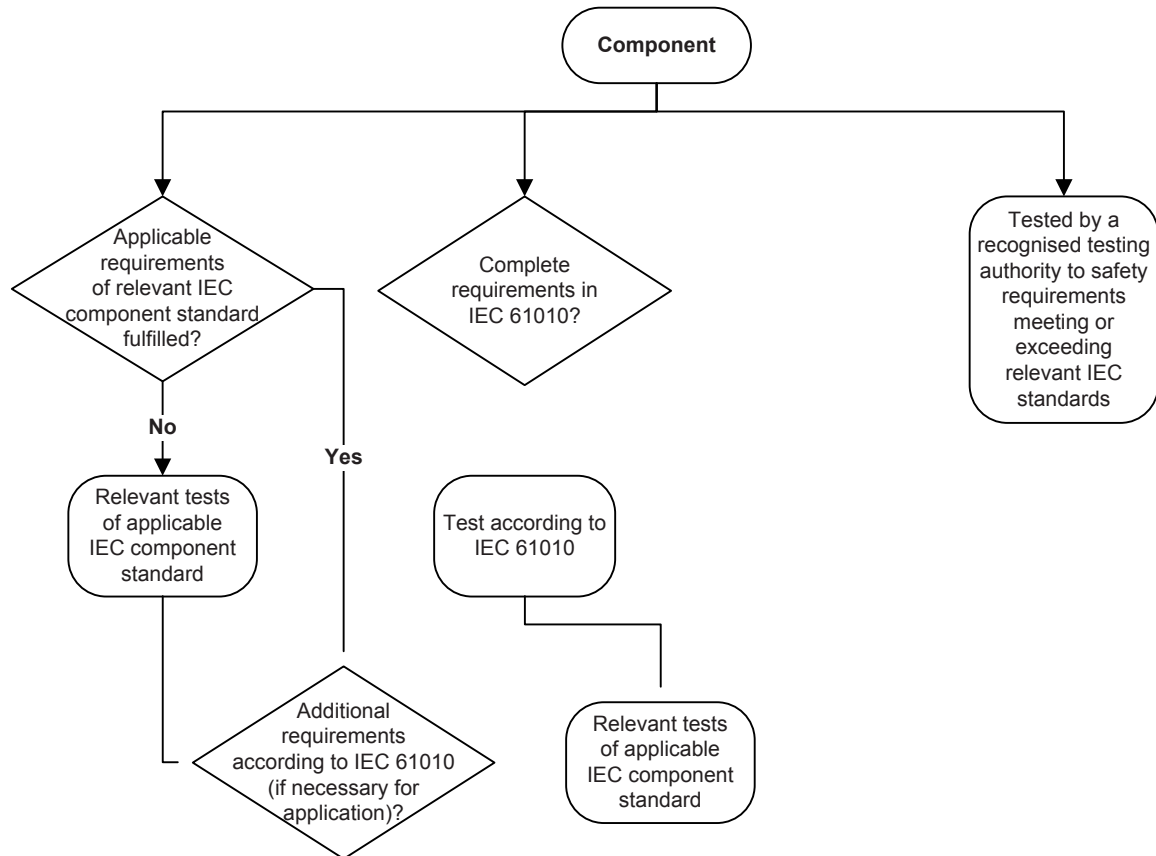 Component
Applicable
requirements
of relevant IEC
component standard
fulfilled?
Complete
requirements in
IEC 61010?
Tested by a
recognised testing
authority to safety
requirements
meeting or
exceeding
relevant IEC
standards
No
Yes
Relevant tests
of applicable
IEC component
standard
Test according to
IEC 61010
Additional
requirements
according to IEC 61010
(if necessary for
application)?
Relevant tests
of applicable
IEC component
standard